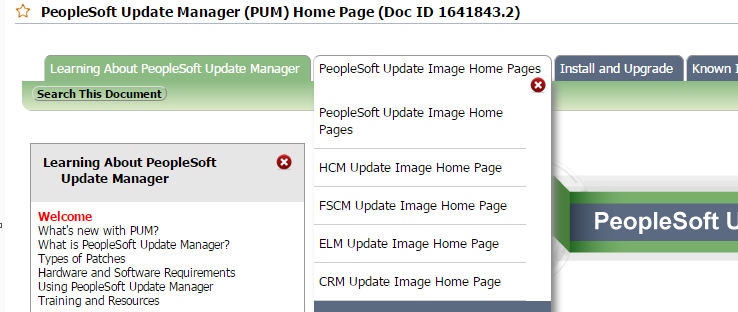 PeopleSoft Update Manager (PUM) Home Page (Doc ID 1641843.2)
Learning About PeopleSoft Update Manager
PeopleSoft Update Image Home Pages
Install and Upgrade
Known
Search This Document
PeopleSoft Update Image Home
Pages
HCM Update Image Home Page
FSCM Update Image Home Page
ELM Update Image Home Page
CRM Update Image Home Page
Learning About PeopleSoft
Update Manager
Welcome
What's new with PUM?
What is PeopleSoft Update Manager?
Types of Patches
Hardware and Software Requirements
Using PeopleSoft Update Manager
Training and Resources
PeopleSoft